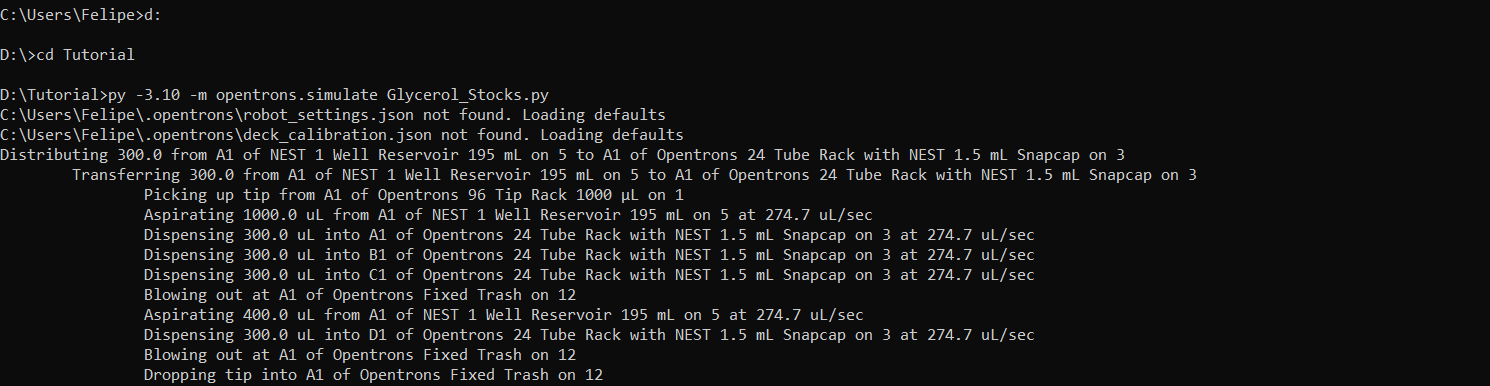 C:\Users\Felipe>d:
D:\>cd Tutorial
D:\Tutorial>py -3.10 -m opentrons.simulate Glycerol_Stocks.py
C:\Users\Felipe\.opentrons\robot_settings.json not found. Loading defaults
C:\Users\Felipe\.opentrons\deck_calibration.json not found. Loading defaults
Distributing 300.0 from A1 of NEST 1 Well Reservoir 195 mL on 5 to A1 of Opentrons 24 Tube Rack with NEST 1.5 mL Snapcap on 3
Transferring 300.0 from A1 of NEST 1 Well Reservoir 195 mL on 5 to A1 of Opentrons 24 Tube Rack with NEST 1.5 mL Snapcap on 3
Picking up tip from A1 of Opentrons 96 Tip Rack 1000 µL on 1
Aspirating 1000.0 uL from A1 of NEST 1 Well Reservoir 195 mL on 5 at 274.7 uL/sec
Dispensing 300.0 uL into A1 of Opentrons 24 Tube Rack with NEST 1.5 mL Snapcap on 3 at 274.7 uL/sec
Dispensing 300.0 uL into B1 of Opentrons 24 Tube Rack with NEST 1.5 mL Snapcap on 3 at 274.7 uL/sec
Dispensing 300.0 uL into C1 of Opentrons 24 Tube Rack with NEST 1.5 mL Snapcap on 3 at 274.7 uL/sec
Blowing out at A1 of Opentrons Fixed Trash on 12
Aspirating 400.0 uL from A1 of NEST 1 Well Reservoir 195 mL on 5 at 274.7 uL/sec
Dispensing 300.0 uL into D1 of Opentrons 24 Tube Rack with NEST 1.5 mL Snapcap on 3 at 274.7 uL/sec
Blowing out at A1 of Opentrons Fixed Trash on 12
Dropping tip into A1 of Opentrons Fixed Trash on 12